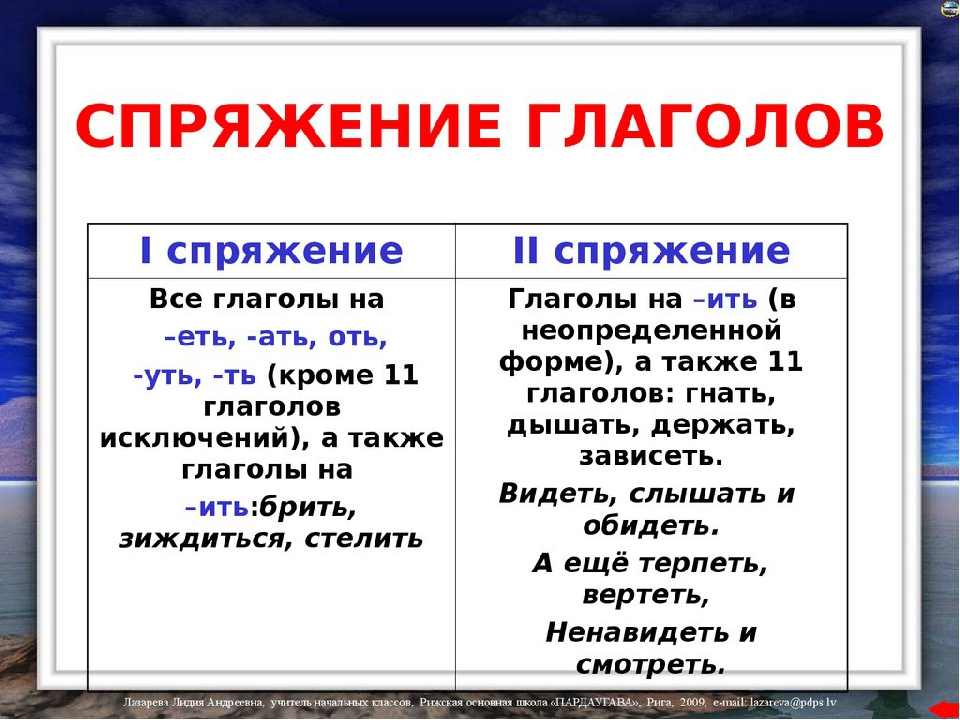 СПРЯЖЕНИЕ ГЛАГОЛОВ
I спряжение
Все глаголы на
–еть, -ать, оть,
-уть, –ть (кроме 11
глаголов
исключений), а также
глаголы на
–ить:брить,
зиждиться, стелить
II спряжение
Глаголы на –ить (в
неопределенной
форме), а также 11
глаголов: гнать,
дышать, держать,
зависеть.
Видеть, слышать и
обидеть.
А ещё терпеть,
вертеть,
Ненавидеть и
смотреть.
Лазарева Лидия Андреевна, учитель начальных классов, Рижская основная школа «ПАРДАУГАВА», Рига, 2009, e-mail: lazareva@pdps.lv